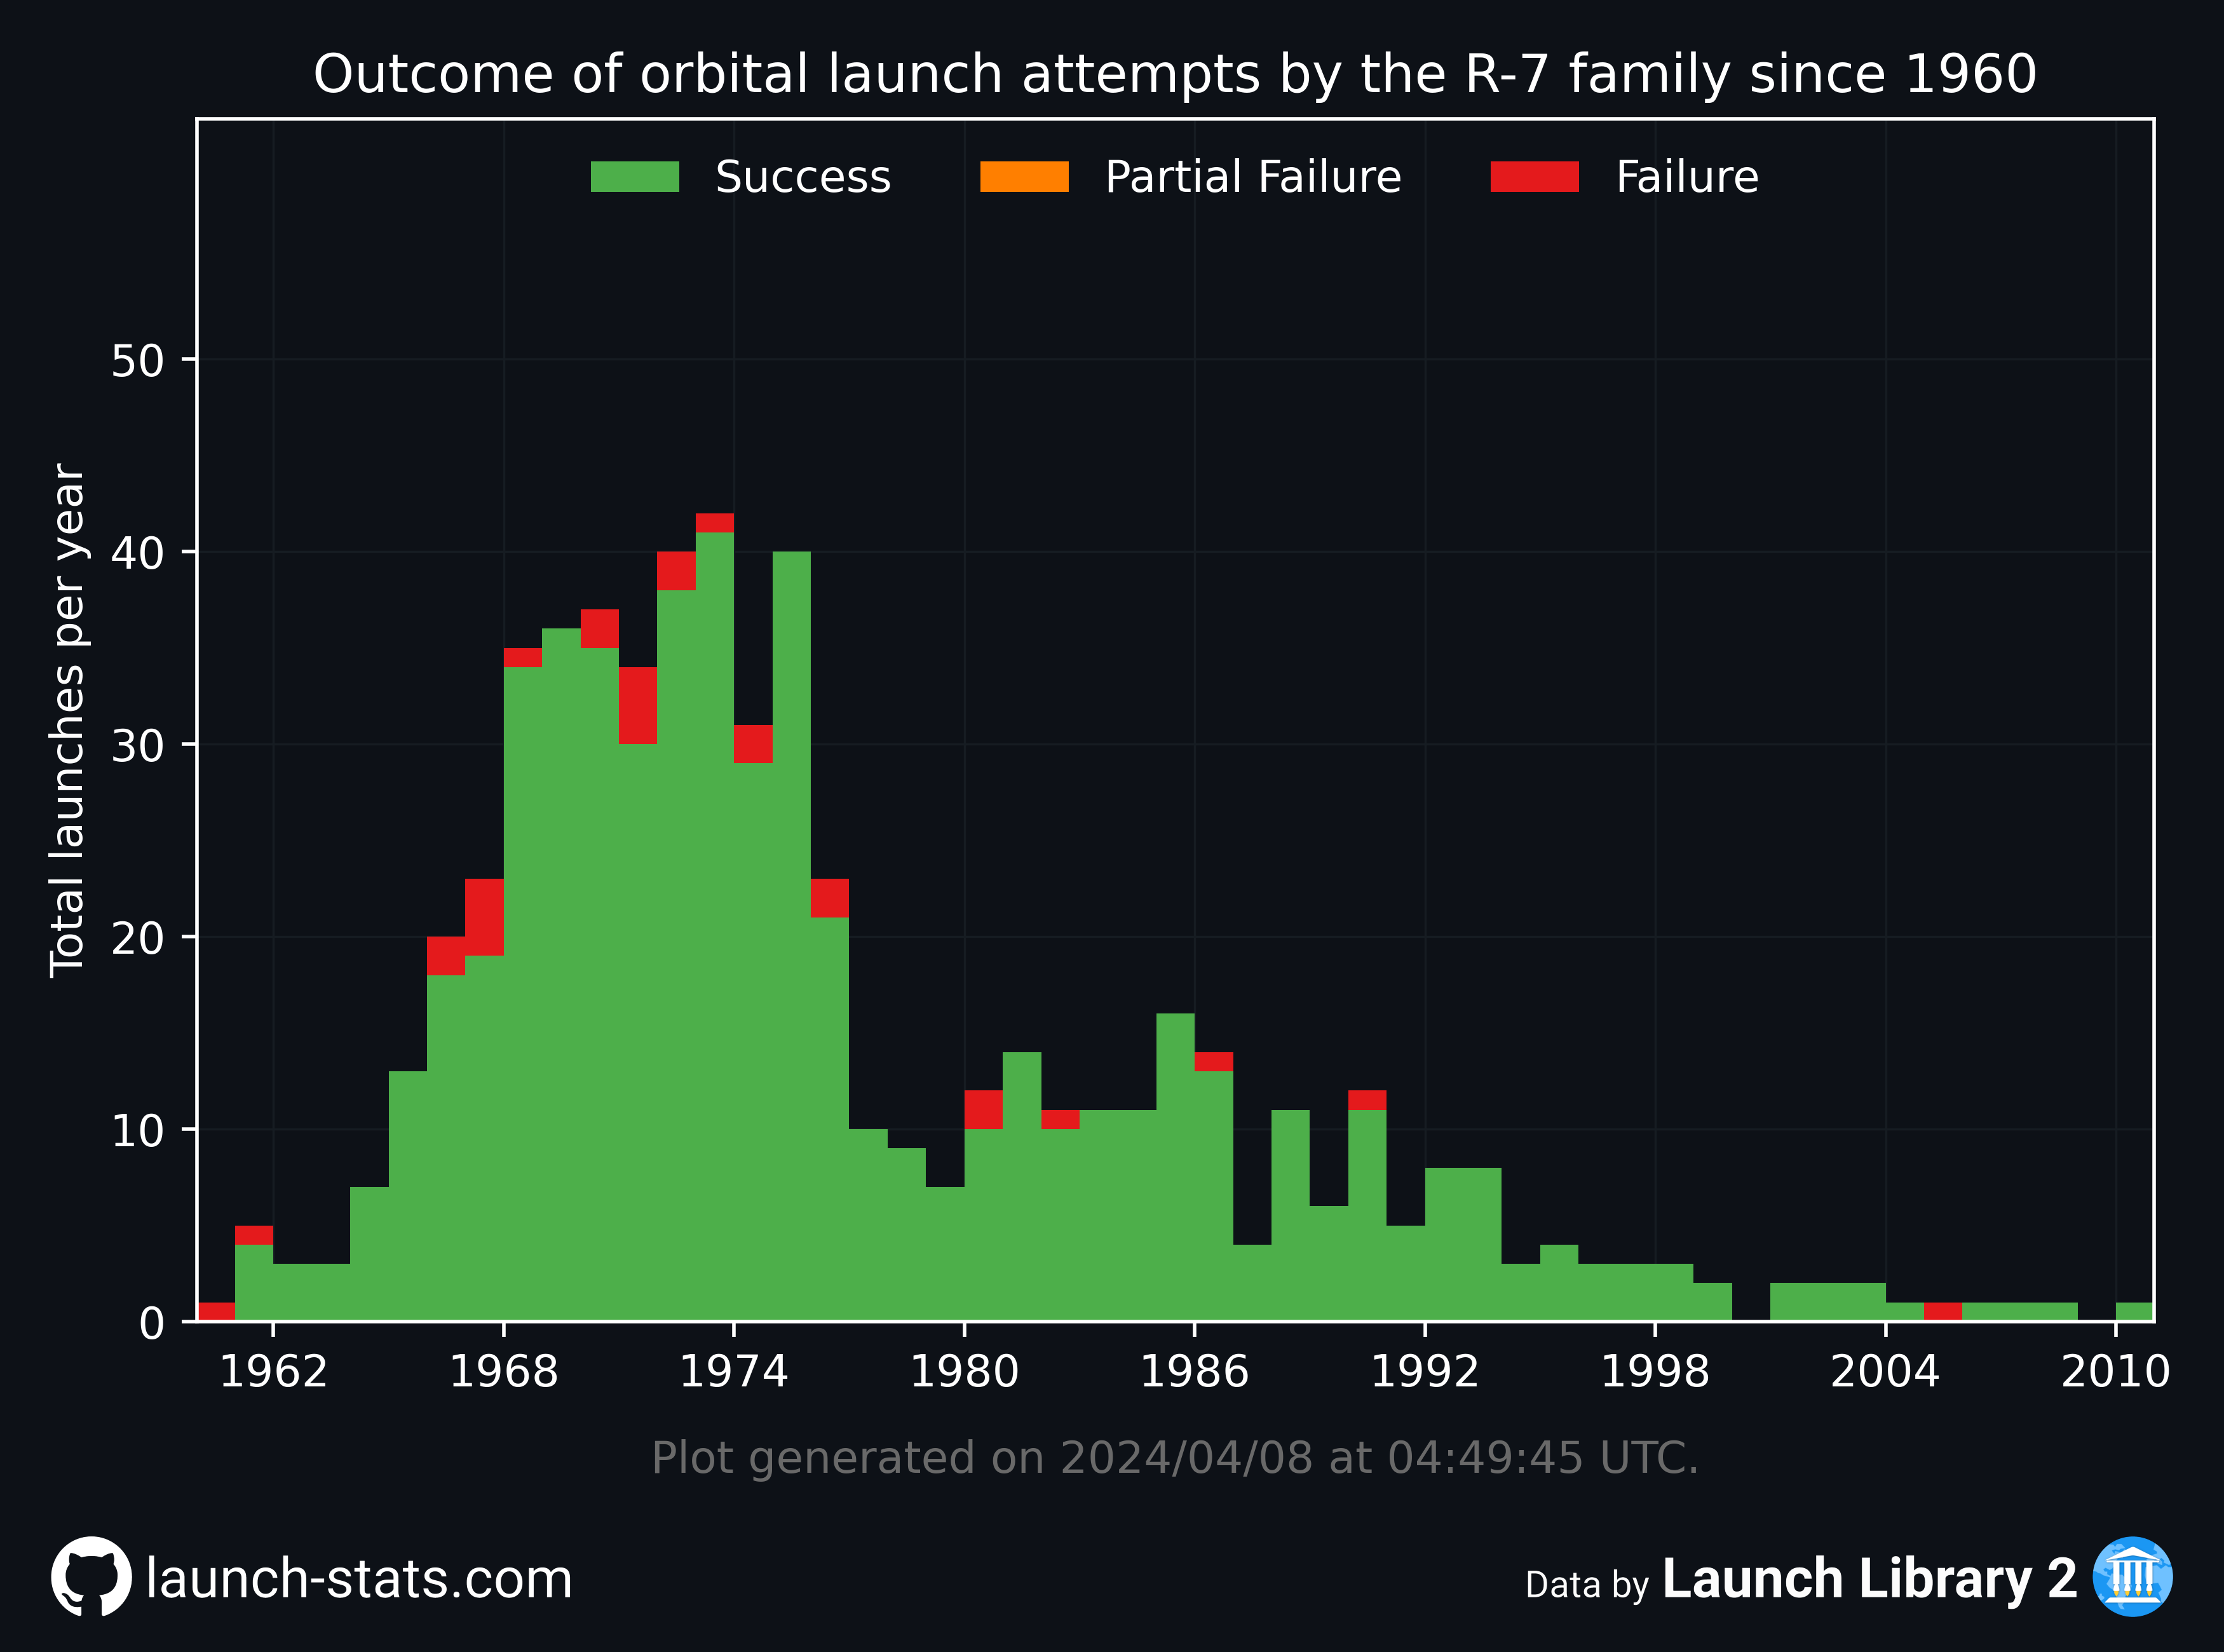 Outcome of orbital launch attempts by the R-7 family since 1960
Success Partial Failure Failure
Total launches per year
50
40
30
20
10
0
1962 1968 1974 1980 1986 1992 1998 2004 2010
Plot generated on 2024/04/08 at 04:49:45 UTC.
launch-stats.com
Data by Launch Library 2